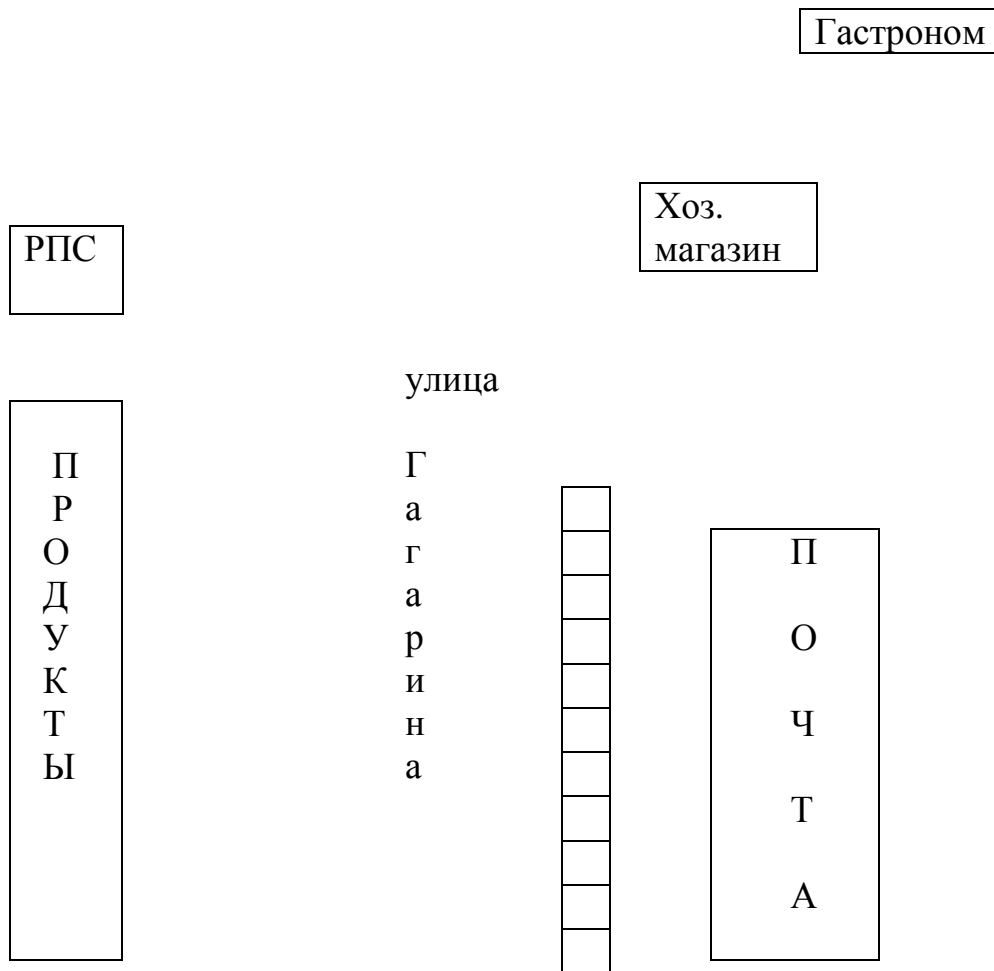 Гастроном
Хоз.
магазин
РПС
улица
Гагарина
ПРОДУКТЫ
ПОЧТА